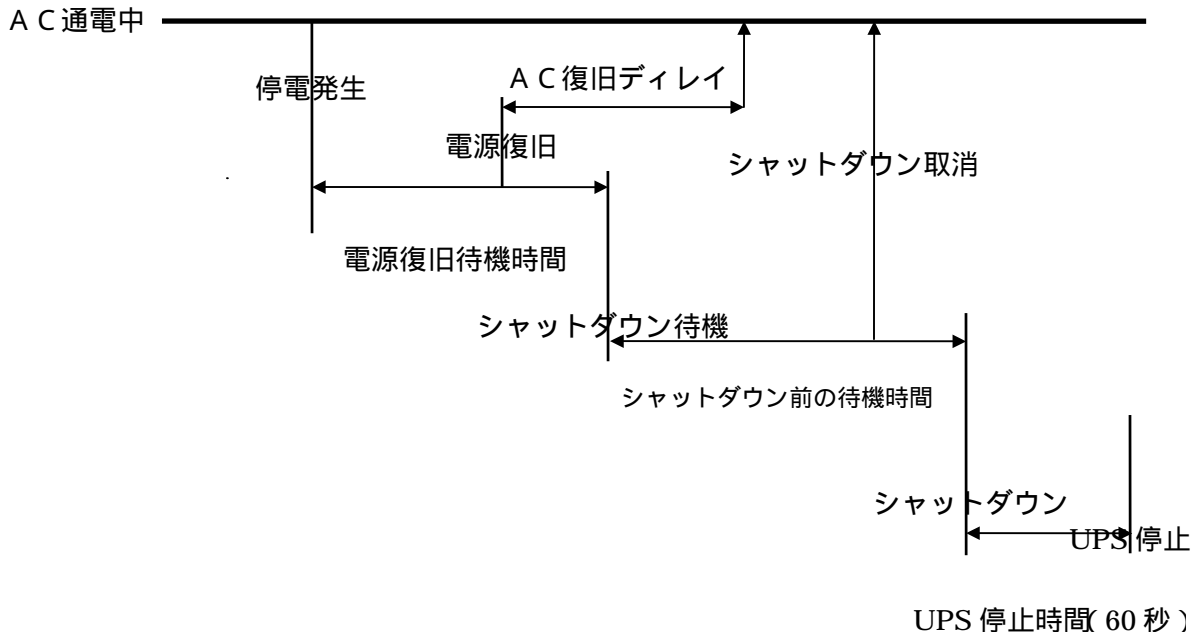 ＡＣ通電中
停電発生
ＡＣ復旧ディレイ
電源復旧
シャットダウン取消
電源復旧待機時間
シャットダウン待機
シャットダウン前の待機時間
シャットダウン
UPS 停止
UPS 停止時間( 60 秒 )